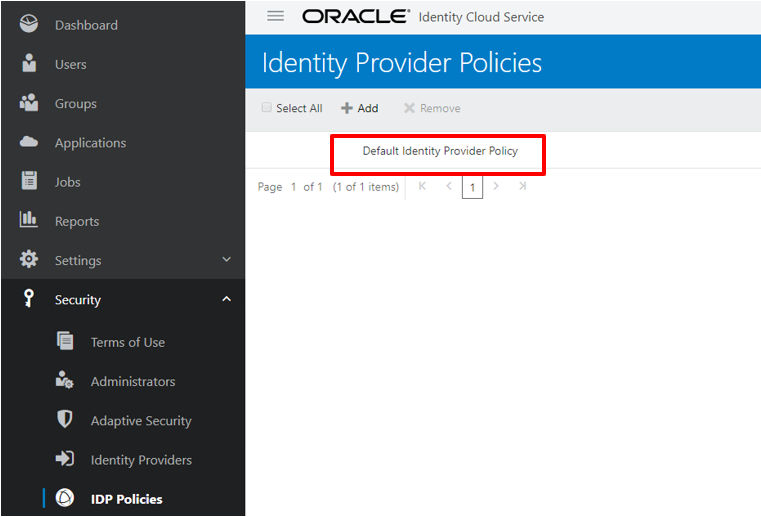 Dashboard
Users
Groups
Applications
Jobs
Reports
Settings
Security
Terms of Use
Administrators
Adaptive Security
Identity Providers
IDP Policies
ORACLE® Identity Cloud Service
Identity Provider Policies
Select All Add Remove
Default Identity Provider Policy
Page 1 of 1 (1 of 1 items) 1